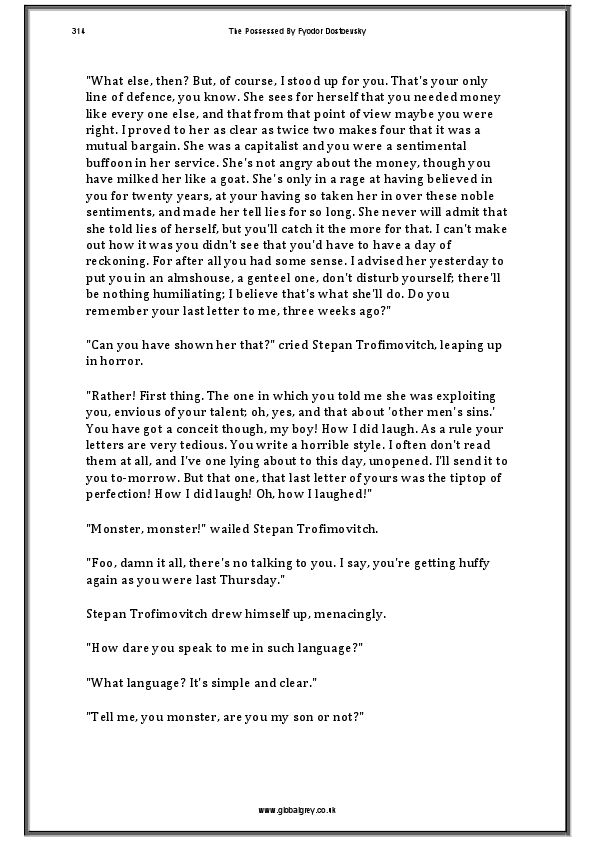 314
The Possessed By Fyodor Dostoevsky
"What else, then? But, of course, I stood up for you. That's your only
line of defence, you know. She sees for herself that you needed money
like every one else, and that from that point of view maybe you were
right. I proved to her as clear as twice two makes four that it was a
mutual bargain. She was a capitalist and you were a sentimental
buffoon in her service. She's not angry about the money, though you
have milked her like a goat. She's only in a rage at having believed in
you for twenty years, at your having so taken her in over these noble
sentiments, and made her tell lies for so long. She never will admit that
she told lies of herself, but you'll catch it the more for that. I can't make
out how it was you didn't see that you'd have to have a day of
reckoning. For after all you had some sense. I advised her yesterday to
put you in an almshouse, a genteel one, don't disturb yourself; there'll
be nothing humiliating; I believe that's what she'll do. Do you
remember your last letter to me, three weeks ago?"
"Can you have shown her that?" cried Stepan Trofimovitch, leaping up
in horror.
"Rather! First thing. The one in which you told me she was exploiting
you, envious of your talent; oh, yes, and that about 'other men's sins.'
You have got a conceit though, my boy! How I did laugh. As a rule your
letters are very tedious. You write a horrible style. I often don't read
them at all, and I've one lying about to this day, unopened. I'll send it to
you to-morrow. But that one, that last letter of yours was the tiptop of
perfection! How I did laugh! Oh, how I laughed!"
"Monster, monster!" wailed Stepan Trofimovitch.
"Foo, damn it all, there's no talking to you. I say, you're getting huffy
again as you were last Thursday."
Stepan Trofimovitch drew himself up, menacingly.
"How dare you speak to me in such language?"
"What language? It's simple and clear."
"Tell me, you monster, are you my son or not?"
www.globalgrey.co.uk